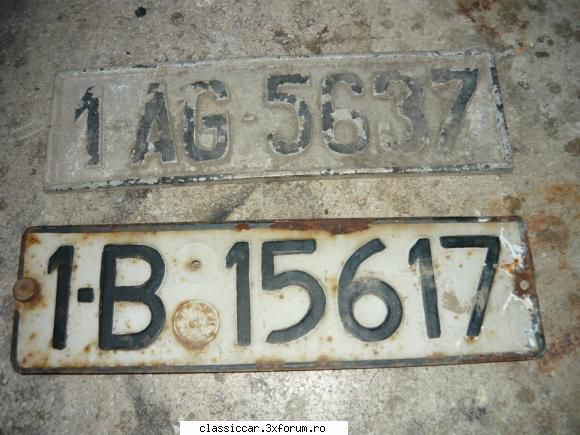 1 AG 5637
1-B 15617
classiccar.3xforum.ro